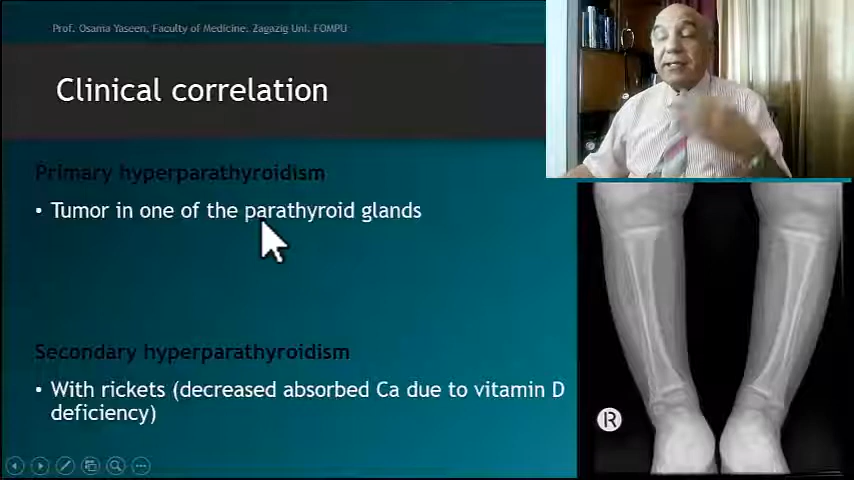 Prof. Osama Yaseen, Faculty of Medicine. Zagazig Uni. FOMPU
Clinical correlation
Primary hyperparathyroidism
• Tumor in one of the parathyroid glands
Secondary hyperparathyroidism
• With rickets (decreased absorbed Ca due to vitamin D
deficiency)
R